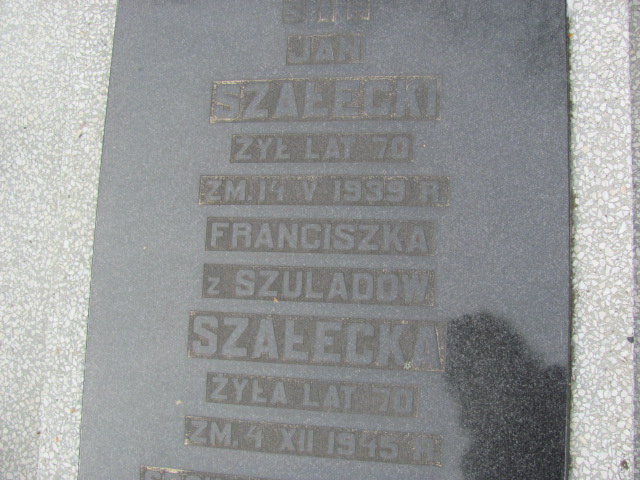 JAN
SZAŁECKI
ŻYŁ LAT 70
ZM. 14 V 1939 R
FRANCISZKA
z SZULADÓW
SZAŁECKA
ŻYŁA LAT 70
ZM. 4 XII 1945 R